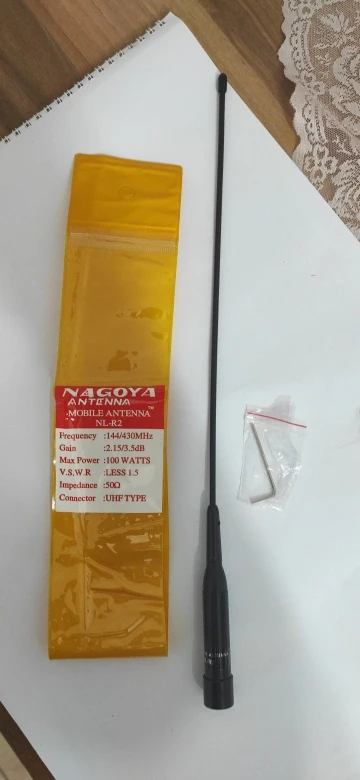 NAGOYA
ANTENNA
MOBILE ANTENNA™
NL-R2
Frequency :144/430MHz
Gain :2.15/3.5dB
Max Power :100 WATTS
V.S.W.R :LESS 1.5
Impedance :50Ω
Connector :UHF TYPE